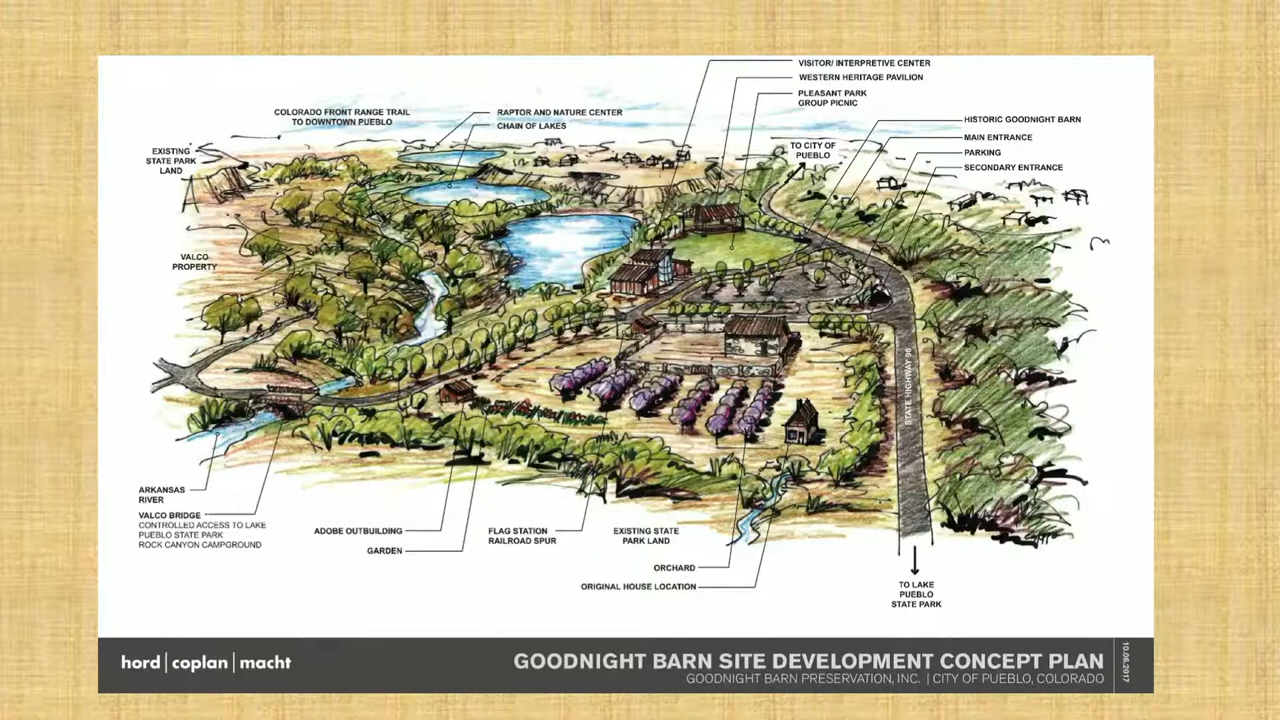 VISITOR/ INTERPRETIVE CENTER
WESTERN HERITAGE PAVILION
PLEASANT PARK
GROUP PICNIC
COLORADO FRONT RANGE TRAIL
TO DOWNTOWN PUEBLO
RAPTOR AND NATURE CENTER
CHAIN OF LAKES
HISTORIC GOODNIGHT BARN
MAIN ENTRANCE
PARKING
SECONDARY ENTRANCE
EXISTING
STATE PARK
LAND
TO CITY OF
PUEBLO
VALCO
PROPERTY
STATE HIGHWAY 96
ARKANSAS
RIVER
VALCO BRIDGE
CONTROLLED ACCESS TO LAKE
PUEBLO STATE PARK
ROCK CANYON CAMPGROUND
ADOBE OUTBUILDING
GARDEN
FLAG STATION
RAILROAD SPUR
EXISTING STATE
PARK LAND
ORCHARD
ORIGINAL HOUSE LOCATION
TO LAKE
PUEBLO
STATE PARK
hord | coplan | macht
GOODNIGHT BARN SITE DEVELOPMENT CONCEPT PLAN
GOODNIGHT BARN PRESERVATION, INC. | CITY OF PUEBLO, COLORADO
10.06.2017